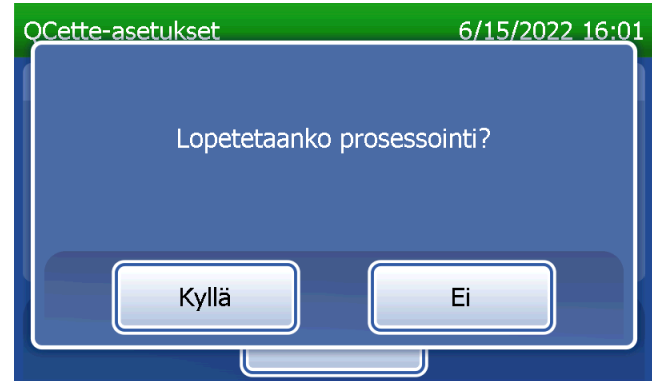 QCette-asetukset 6/15/2022 16:01
Lopetetaanko prosessointi?
Kyllä Ei